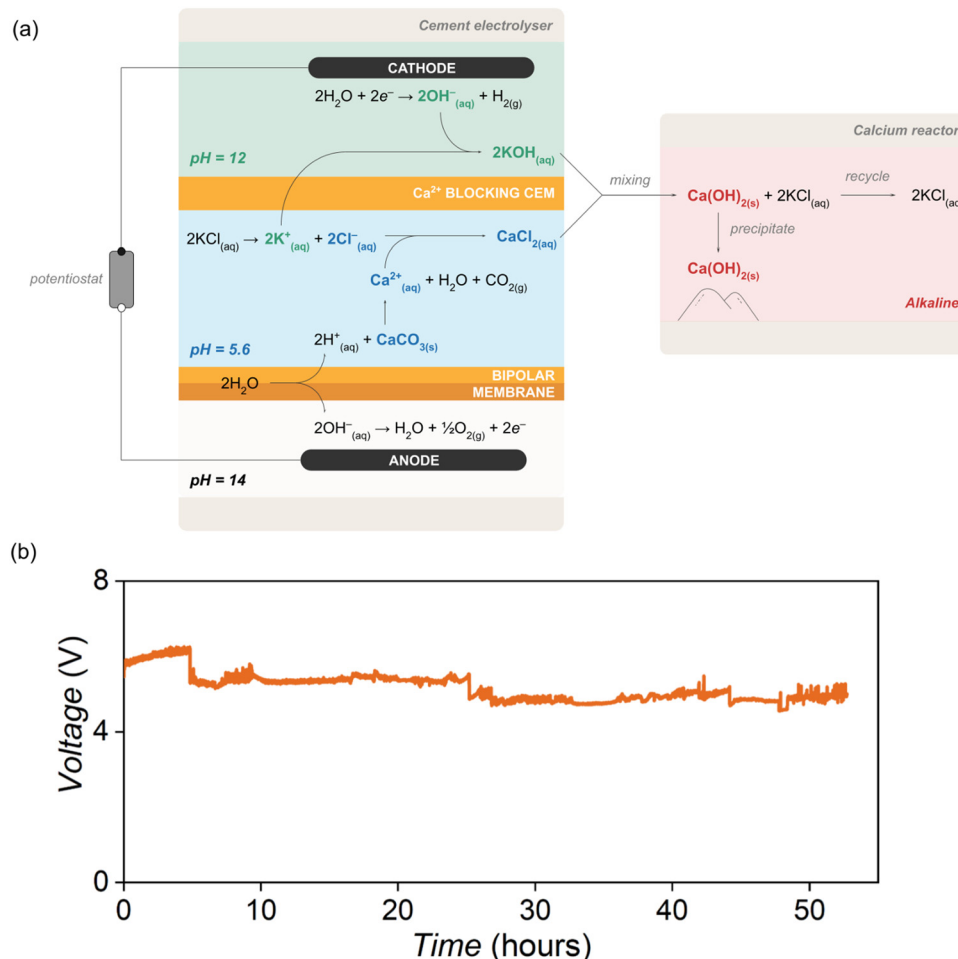 (a)
Cement electrolyser
CATHODE
2H₂O + 2e⁻ → 2OH⁻(aq) + H₂(g)
pH = 12
2KOH(aq)
Ca²⁺ BLOCKING CEM
2KCl(aq) → 2K⁺(aq) + 2Cl⁻(aq)
CaCl₂(aq)
Ca²⁺(aq) + H₂O + CO₂(g)
pH = 5.6
2H⁺(aq) + CaCO₃(s)
2H₂O
BIPOLAR
MEMBRANE
2OH⁻(aq) → H₂O + ½O₂(g) + 2e⁻
ANODE
pH = 14
potentiostat
mixing
Calcium reactor
Ca(OH)₂(s) + 2KCl(aq)
recycle
2KCl(aq
precipitate
Ca(OH)₂(s)
Alkaline
(b)
Voltage (V)
8
4
0
0 10 20 30 40 50
Time (hours)